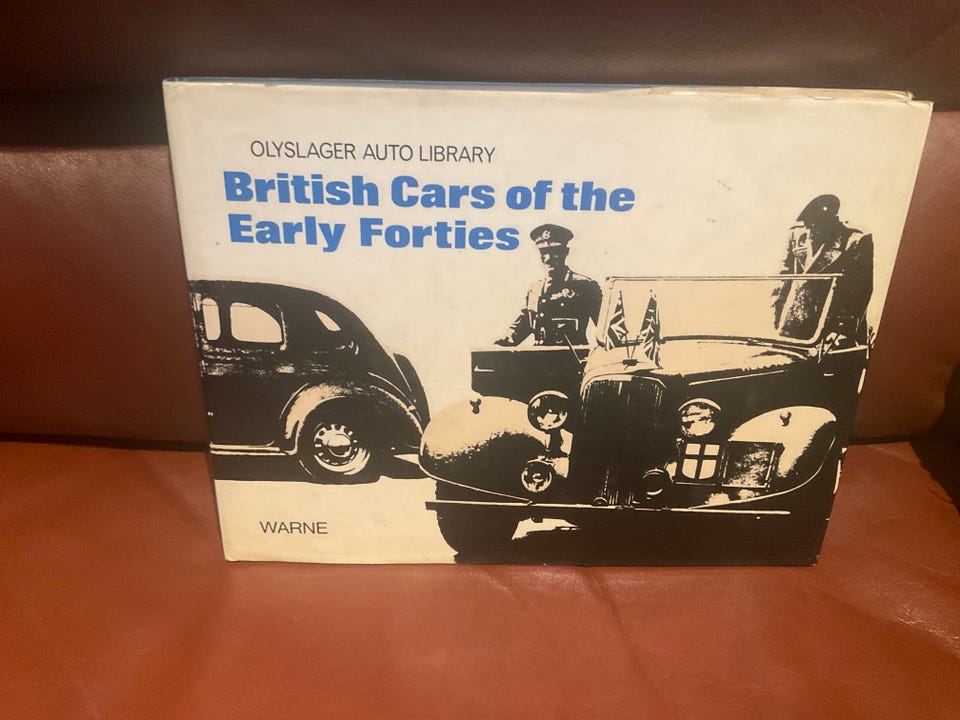 OLYSLAGER AUTO LIBRARY
British Cars of the
Early Forties
WARNE